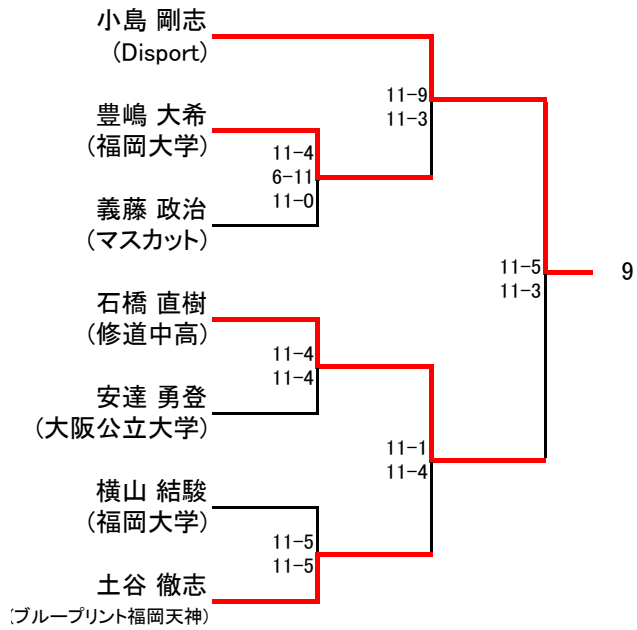 小島 剛志
(Disport)
11-9
11-3
豊嶋 大希
(福岡大学)
11-4
6-11
11-0
義藤 政治
(マスカット)
11-5
11-3
9
石橋 直樹
(修道中高)
11-4
11-4
安達 勇登
(大阪公立大学)
11-1
11-4
横山 結駿
(福岡大学)
11-5
11-5
土谷 徹志
(ブループリント福岡天神)